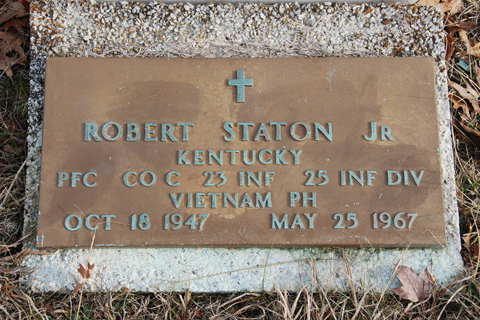 ROBERT STATON JR
KENTUCKY
PFC CO C 23 INF 25 INF DIV
VIETNAM PH
OCT 18 1947 MAY 25 1967